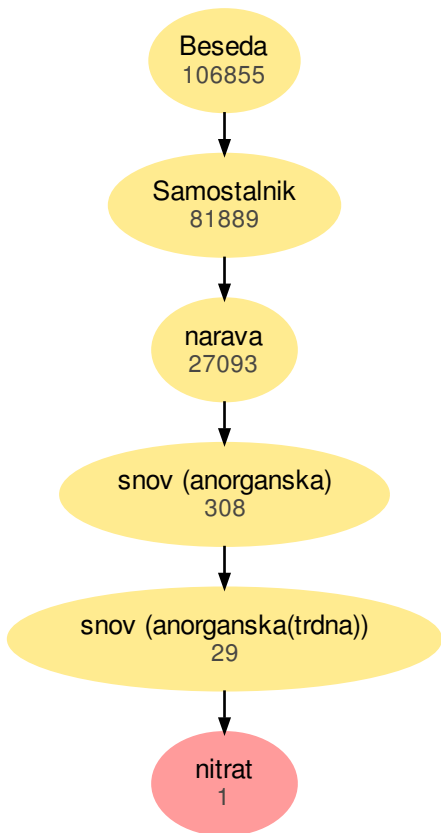 Beseda
106855
Samostalnik
81889
narava
27093
snov (anorganska)
308
snov (anorganska(trdna))
29
nitrat
1